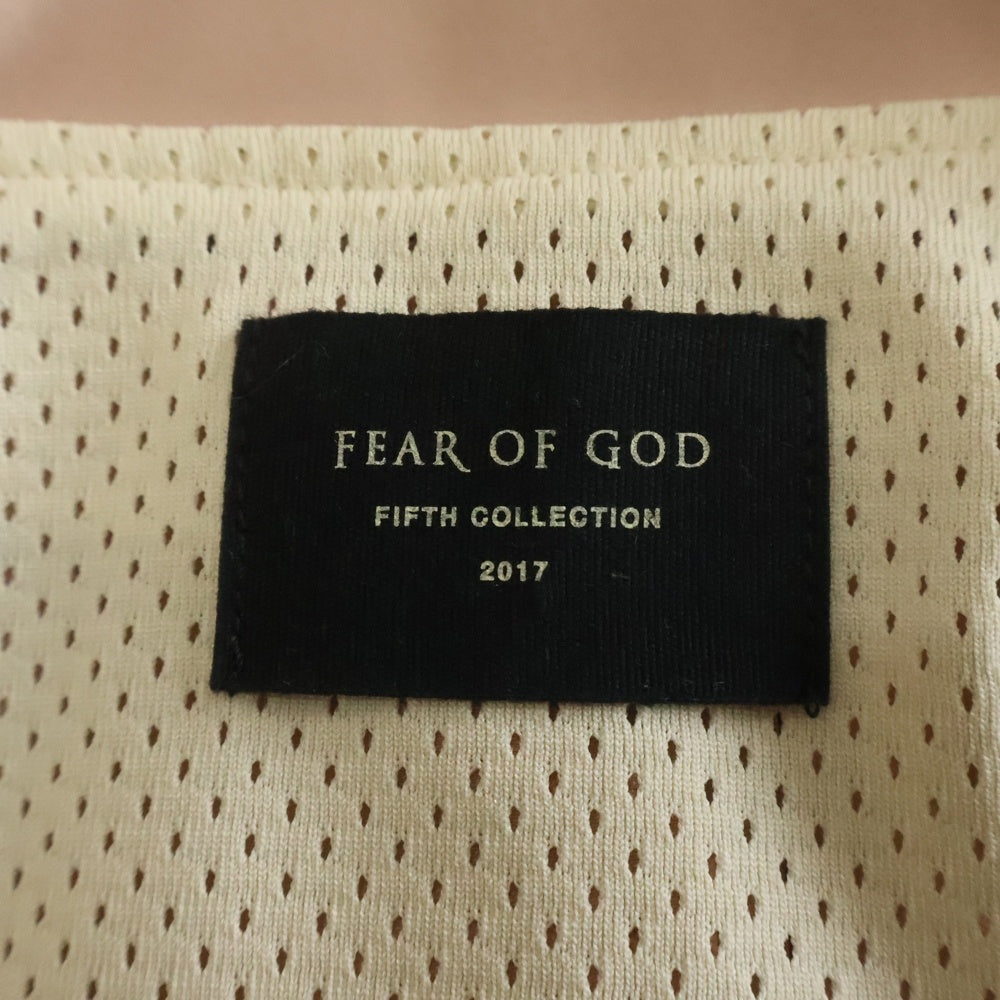 FEAR OF GOD
FIFTH COLLECTION
2017